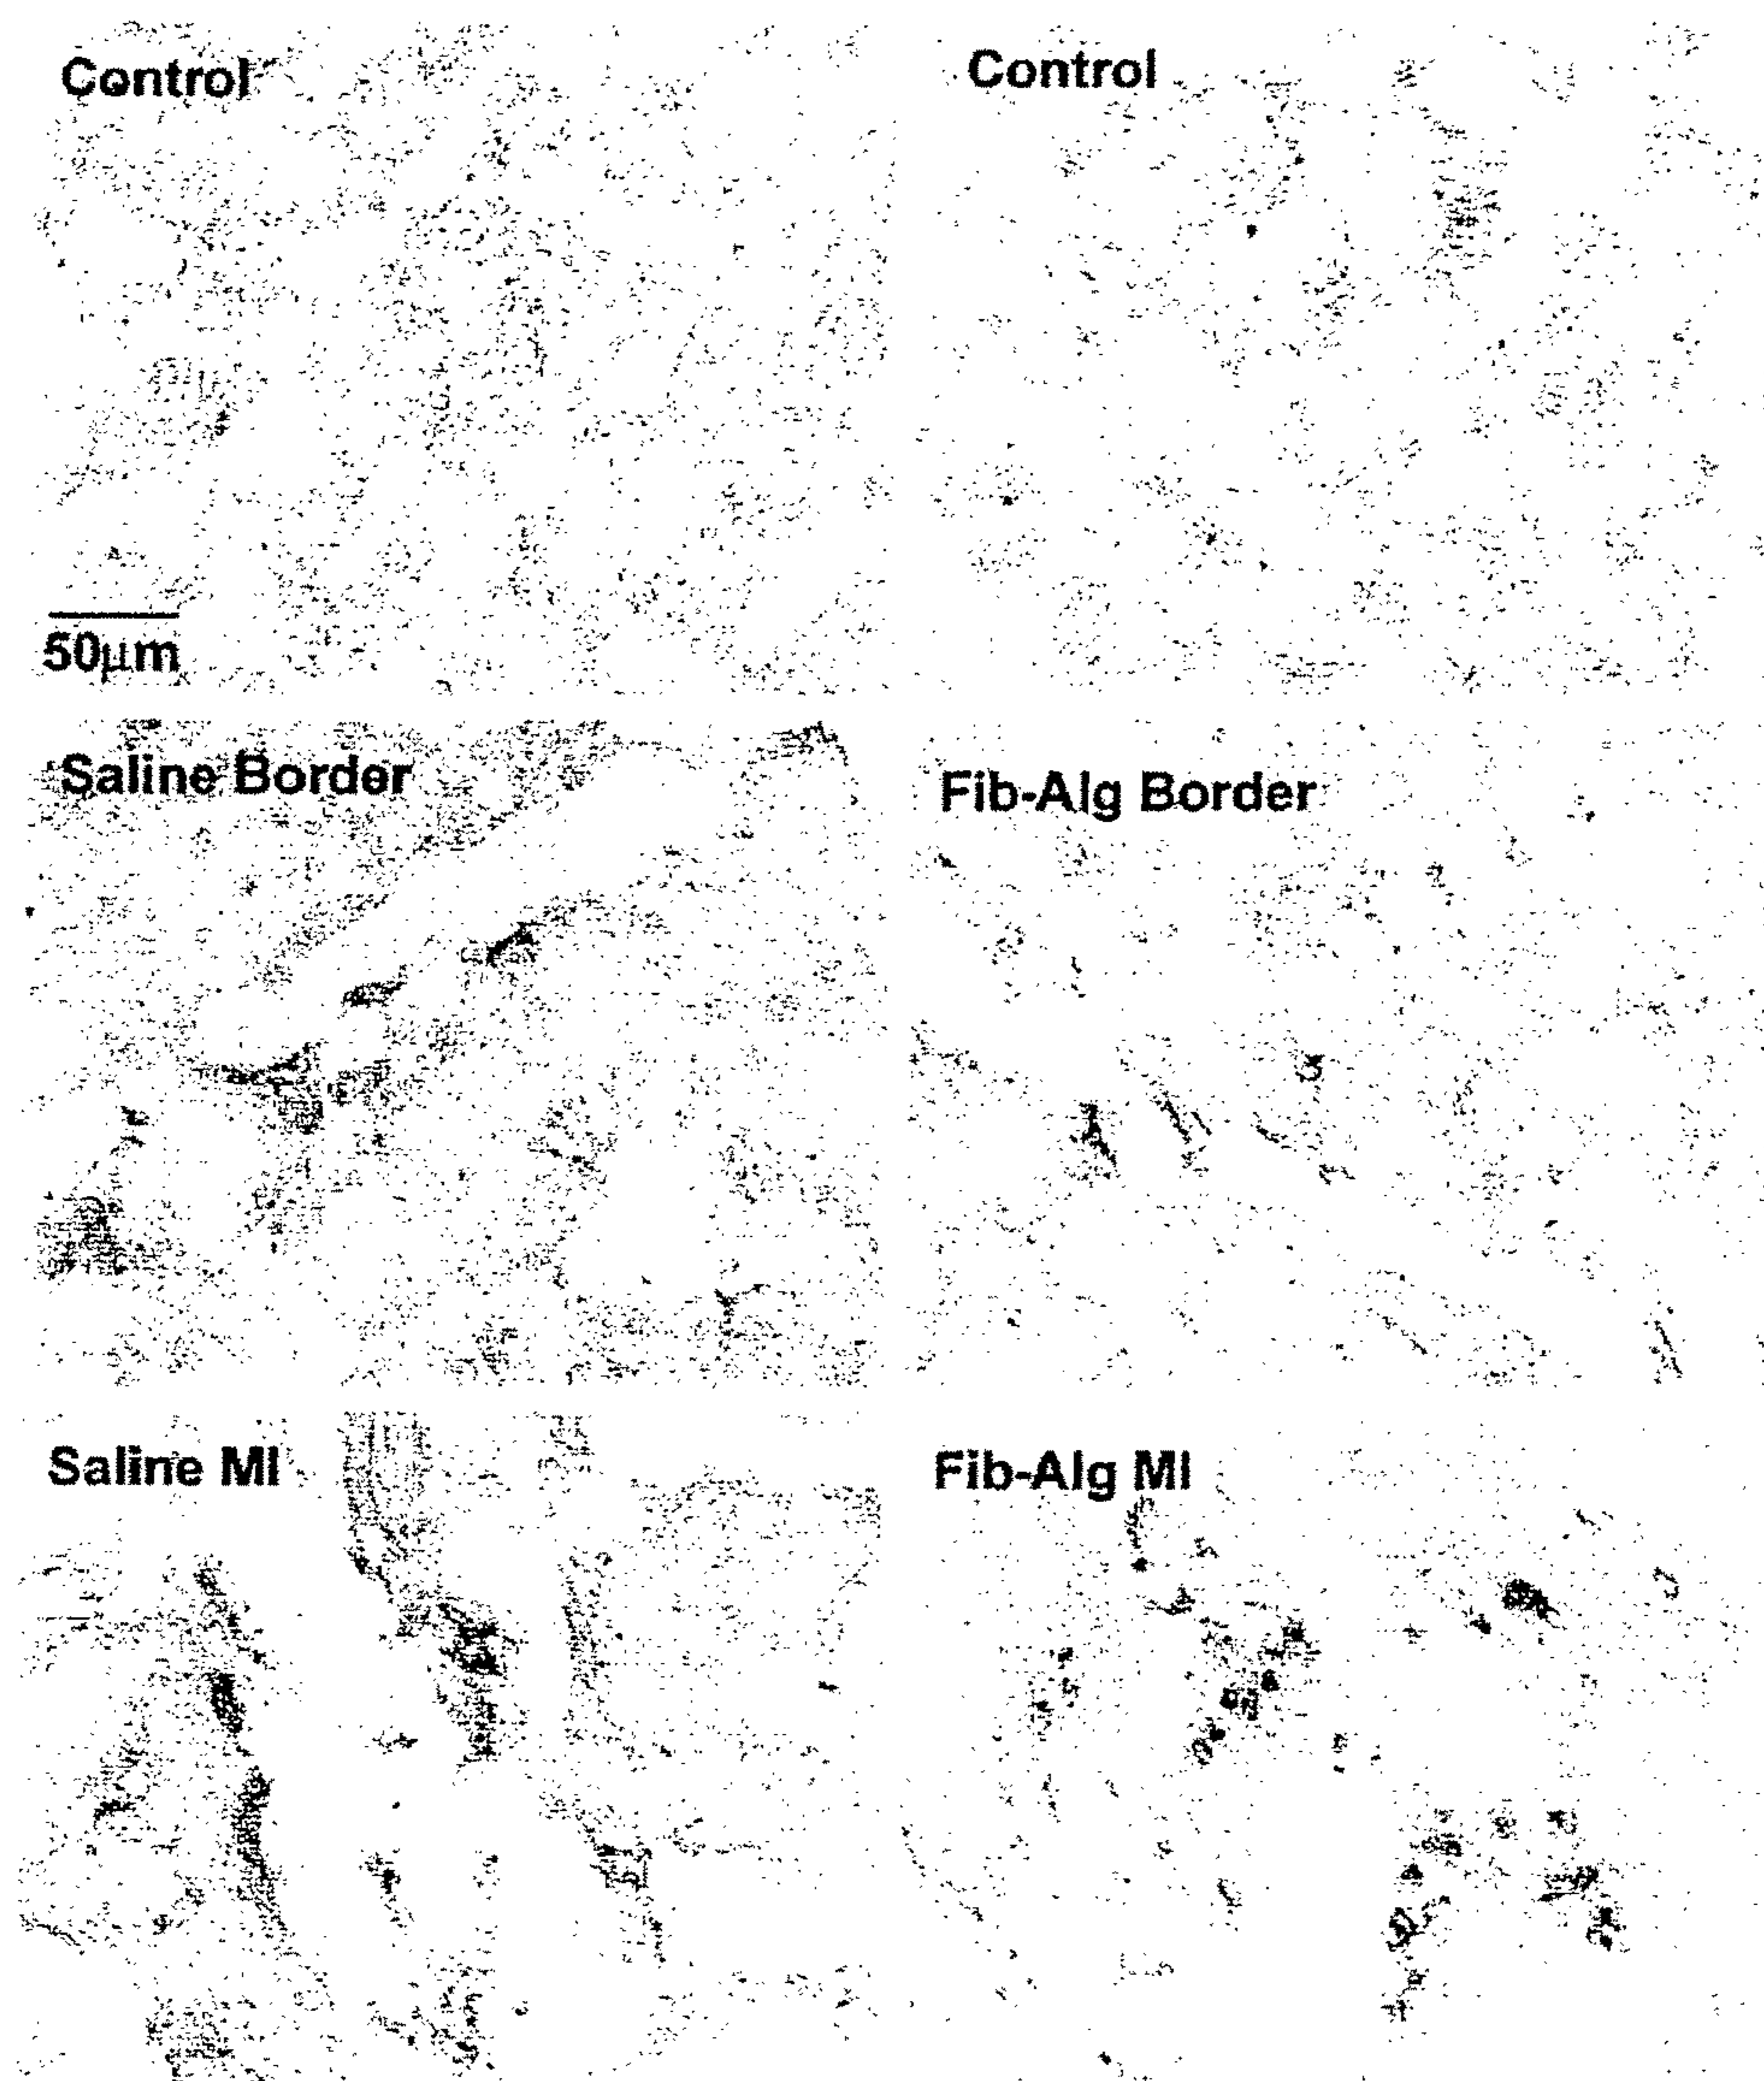 Control
Control
50μm
Saline Border
Fib-Alg Border
Saline MI
Fib-Alg MI